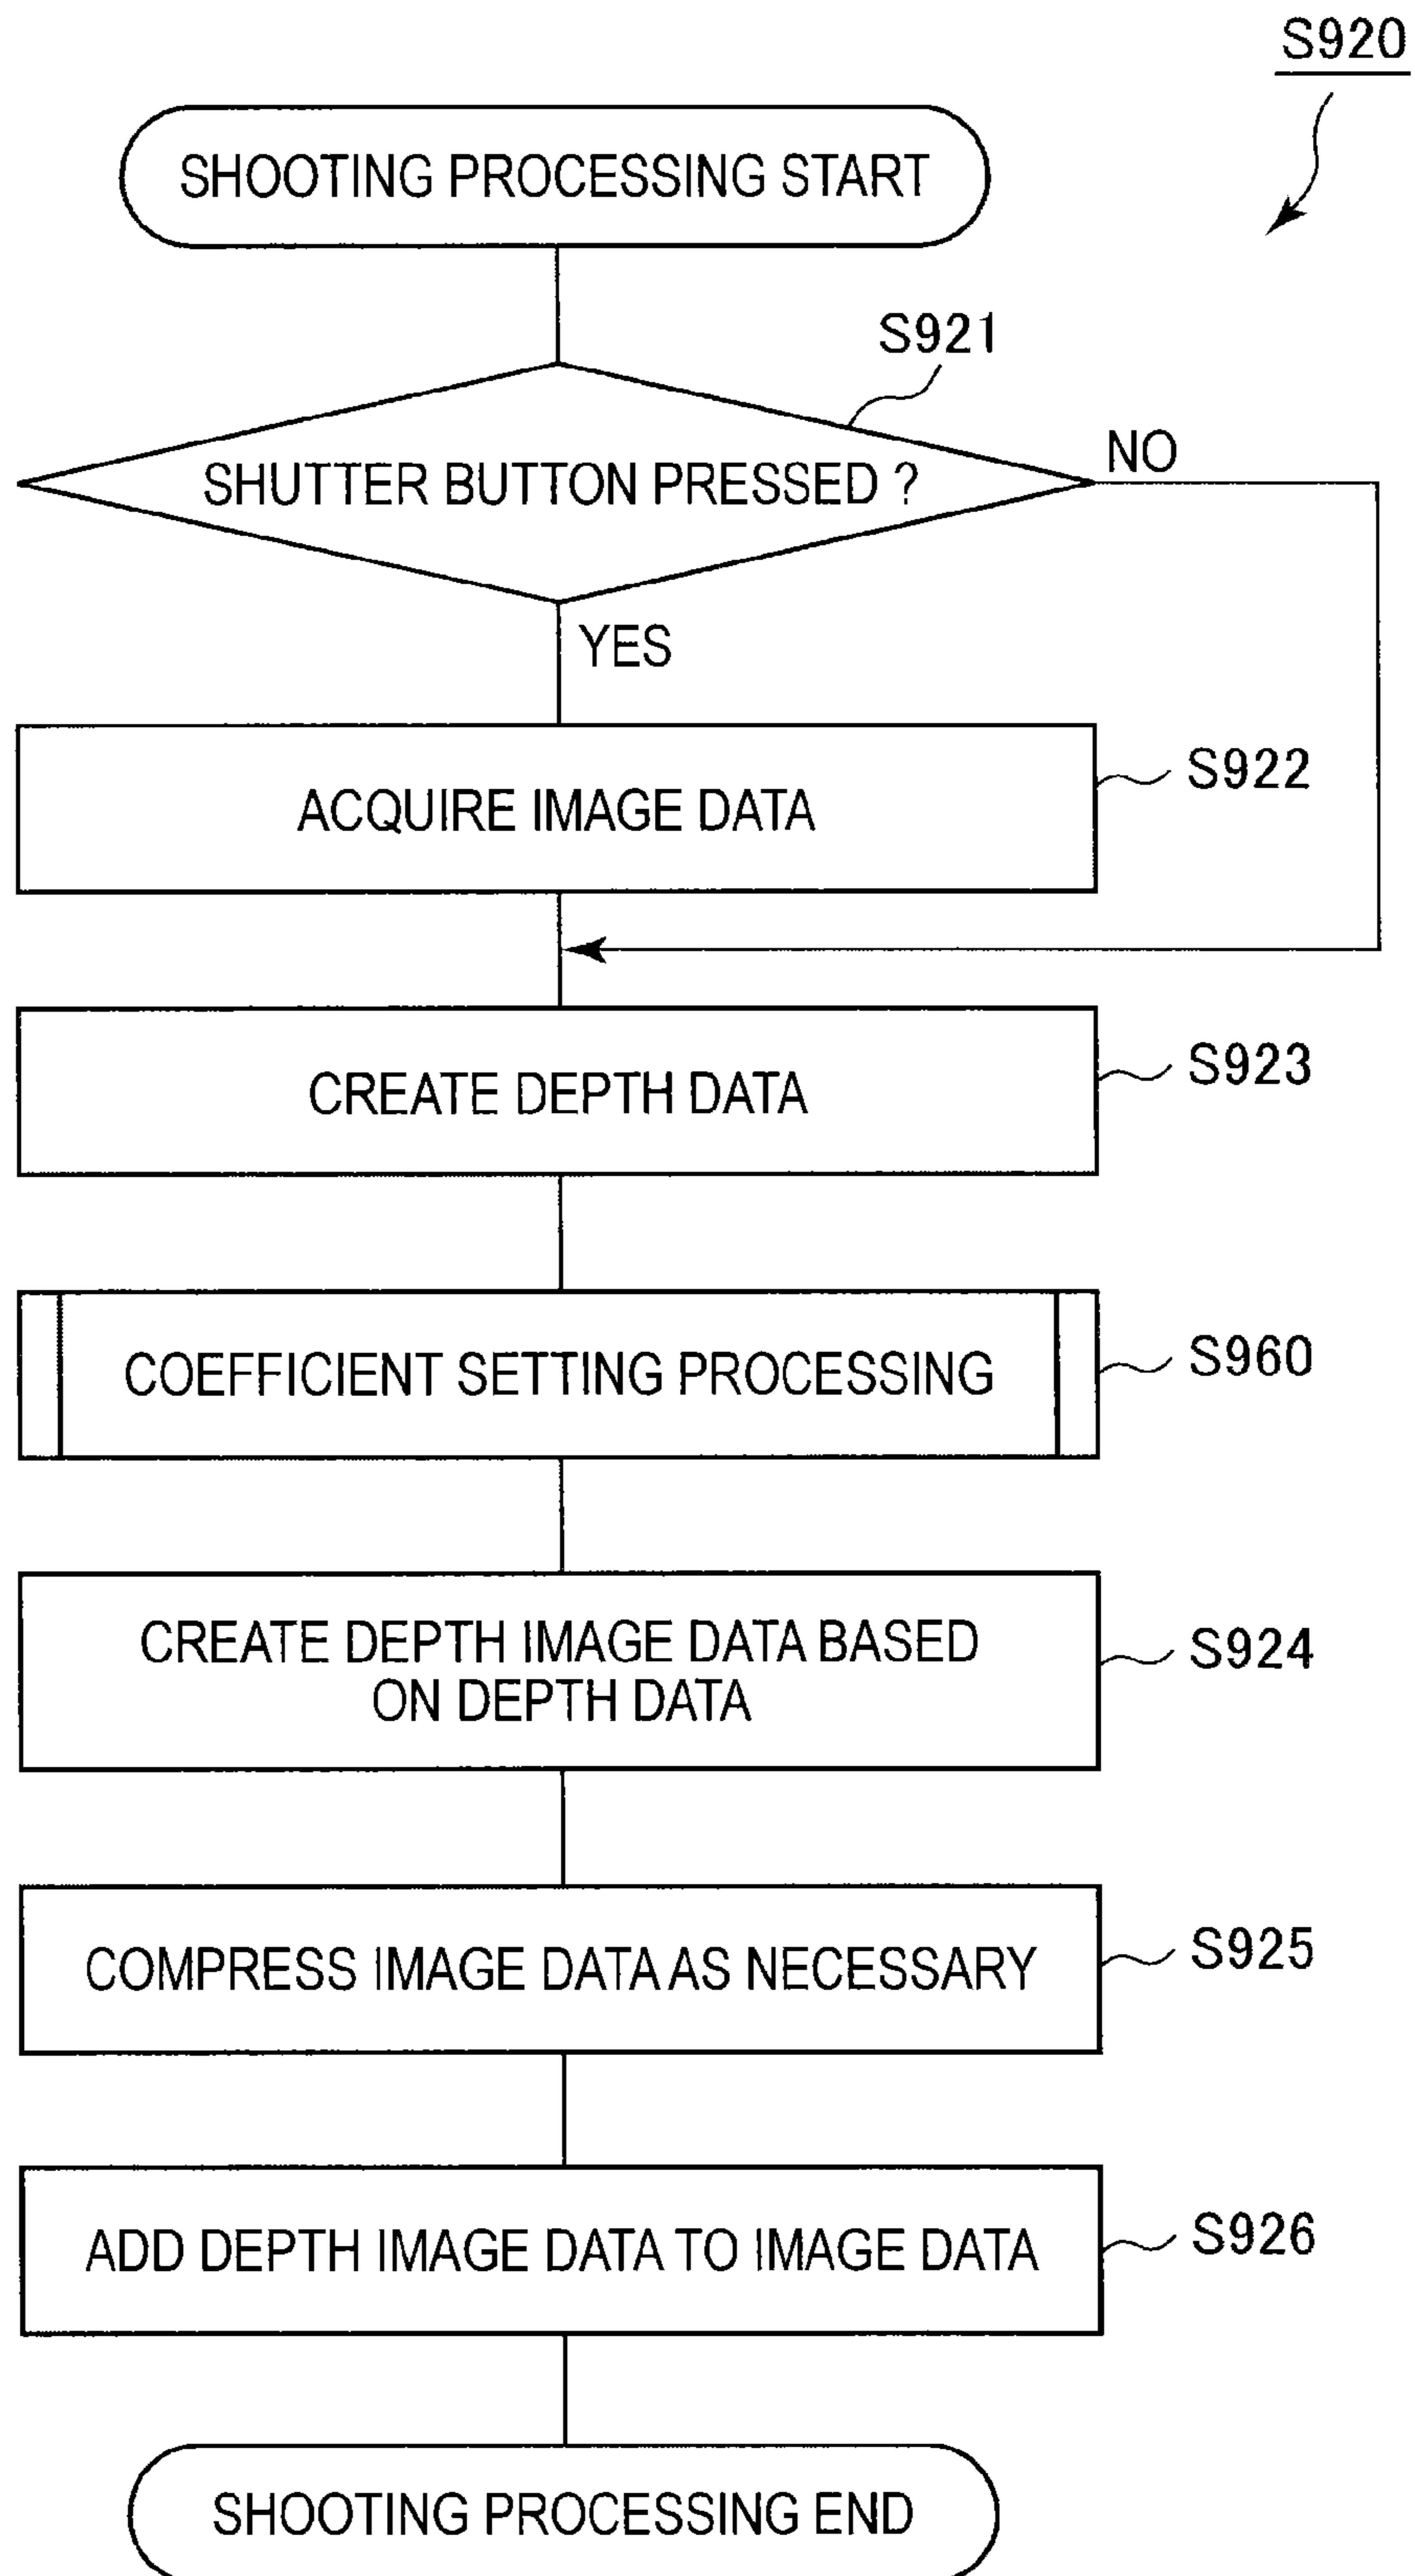 S920
SHOOTING PROCESSING START
S921
SHUTTER BUTTON PRESSED ?
NO
YES
ACQUIRE IMAGE DATA
S922
CREATE DEPTH DATA
S923
COEFFICIENT SETTING PROCESSING
S960
CREATE DEPTH IMAGE DATA BASED
ON DEPTH DATA
S924
COMPRESS IMAGE DATA AS NECESSARY
S925
ADD DEPTH IMAGE DATA TO IMAGE DATA
S926
SHOOTING PROCESSING END